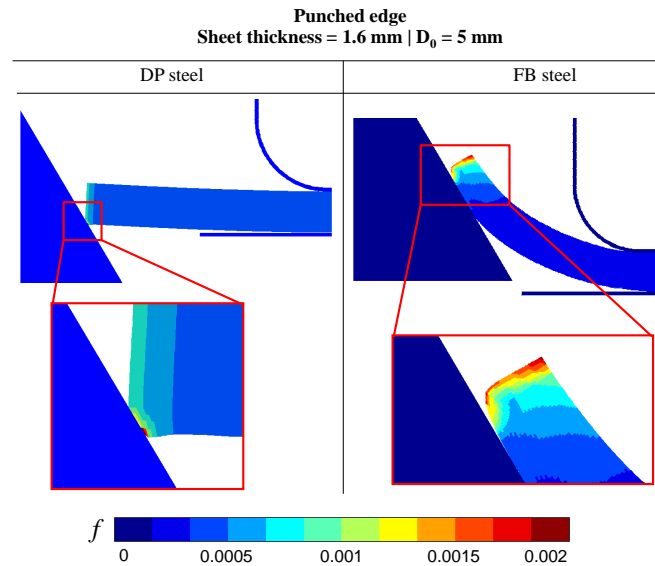 Punched edge
Sheet thickness = 1.6 mm | D₀ = 5 mm
DP steel
FB steel
f
0 0.0005 0.001 0.0015 0.002